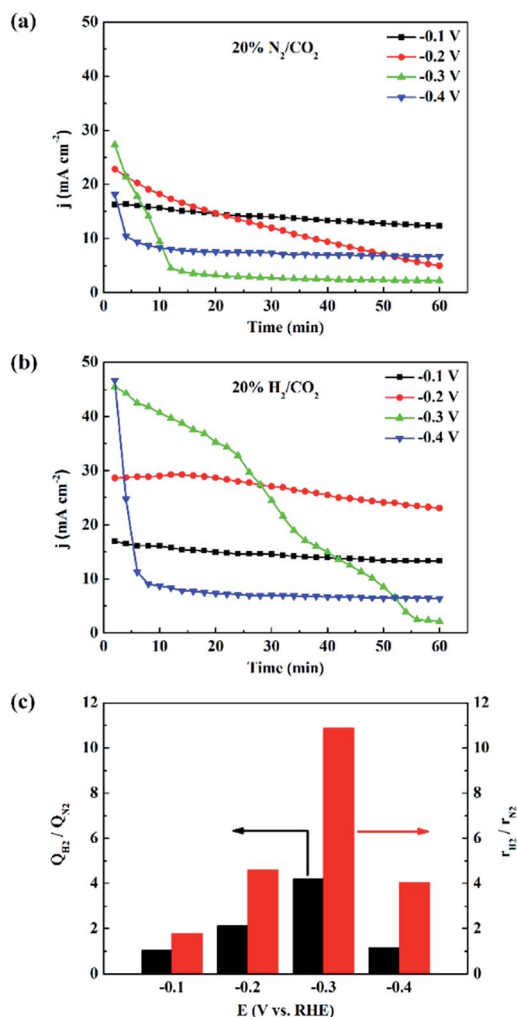 (a)
20% N2/CO2
-0.1 V
-0.2 V
-0.3 V
-0.4 V
50
40
30
20
10
0
j (mA cm-2)
0 10 20 30 40 50 60
Time (min)
(b)
20% H2/CO2
-0.1 V
-0.2 V
-0.3 V
-0.4 V
50
40
30
20
10
0
j (mA cm-2)
0 10 20 30 40 50 60
Time (min)
(c)
12
10
8
6
4
2
0
QH2 / QN2
12
10
8
6
4
2
0
rH2 / rN2
-0.1 -0.2 -0.3 -0.4
E (V vs. RHE)